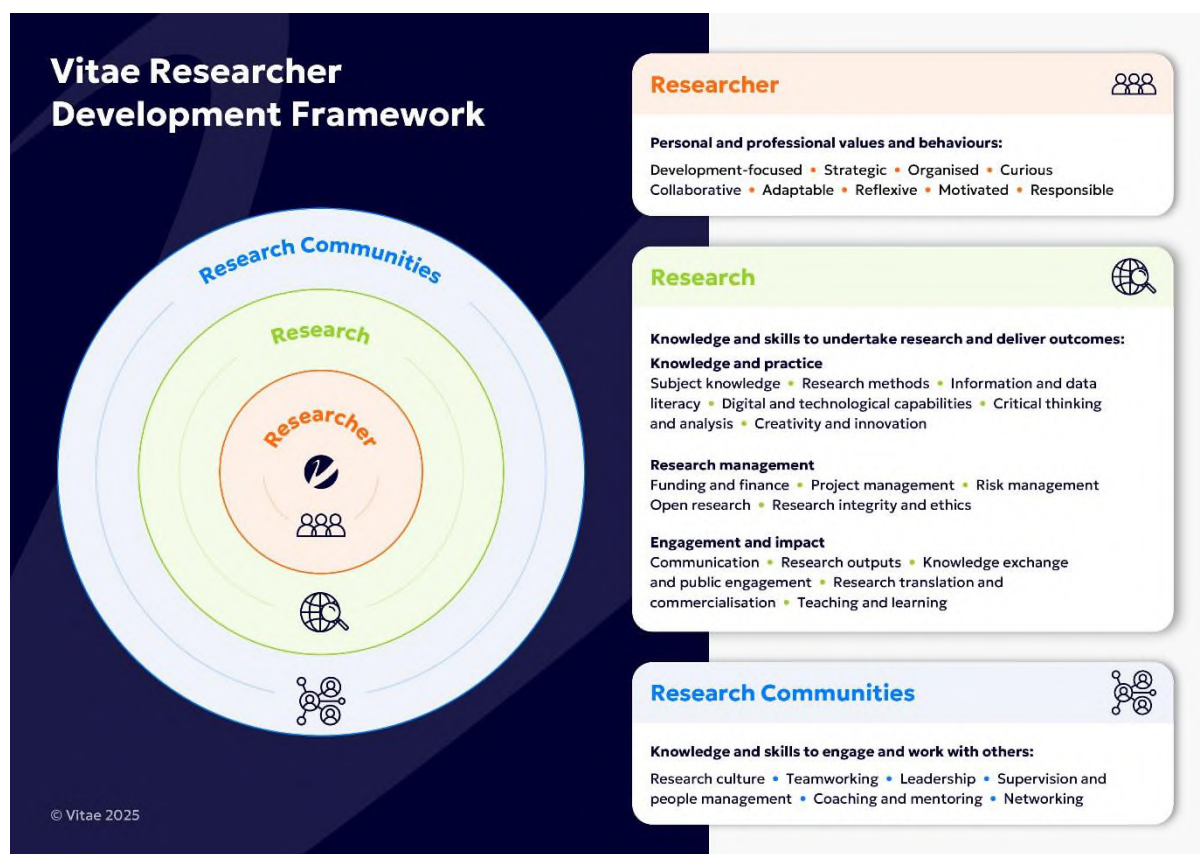 Vitae Researcher
Development Framework
Research Communities
Research
Researcher
© Vitae 2025
Researcher
Personal and professional values and behaviours:
Development-focused • Strategic • Organised • Curious
Collaborative • Adaptable • Reflexive • Motivated • Responsible
Research
Knowledge and skills to undertake research and deliver outcomes:
Knowledge and practice
Subject knowledge • Research methods • Information and data
literacy • Digital and technological capabilities • Critical thinking
and analysis • Creativity and innovation
Research management
Funding and finance • Project management • Risk management
Open research • Research integrity and ethics
Engagement and impact
Communication • Research outputs • Knowledge exchange
and public engagement • Research translation and
commercialisation • Teaching and learning
Research Communities
Knowledge and skills to engage and work with others:
Research culture • Teamworking • Leadership • Supervision and
people management • Coaching and mentoring • Networking